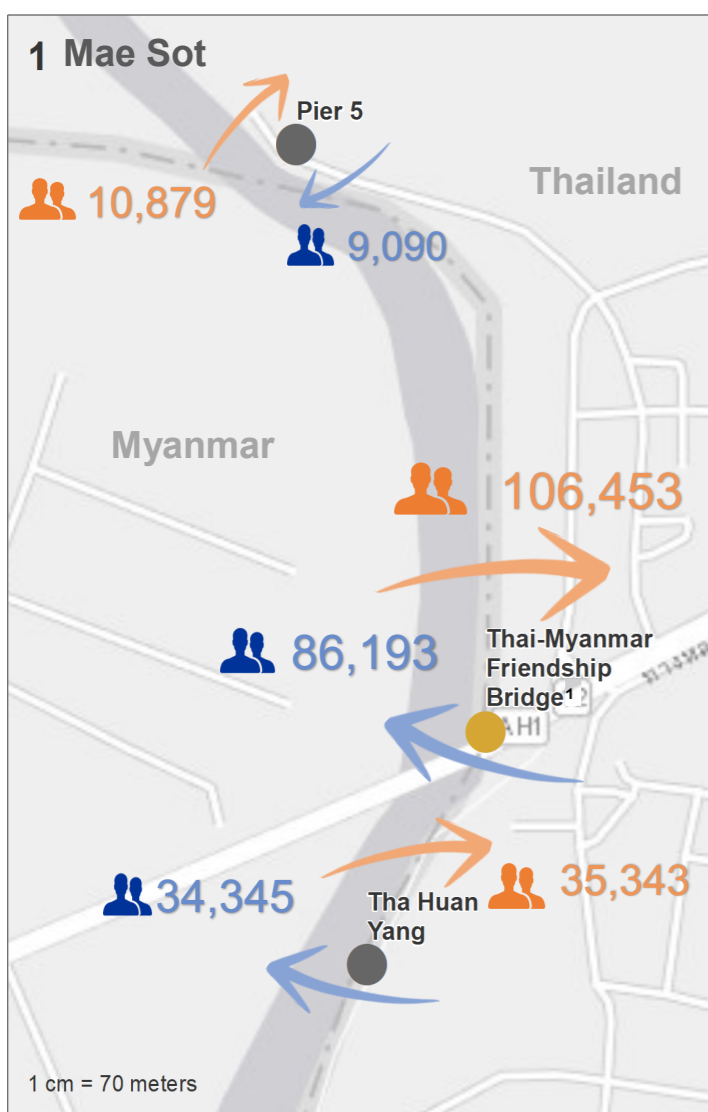 1 Mae Sot
Pier 5
Thailand
10,879
9,090
Myanmar
106,453
86,193
Thai-Myanmar
Friendship
Bridge¹
AH1
34,345
35,343
Tha Huan
Yang
1 cm = 70 meters